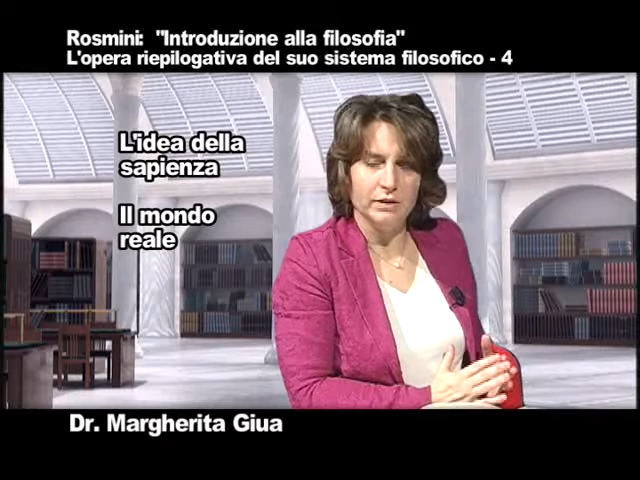 Rosmini: "Introduzione alla filosofia"
L'opera riepilogativa del suo sistema filosofico - 4
L'idea della
sapienza
Il mondo
reale
Dr. Margherita Giua